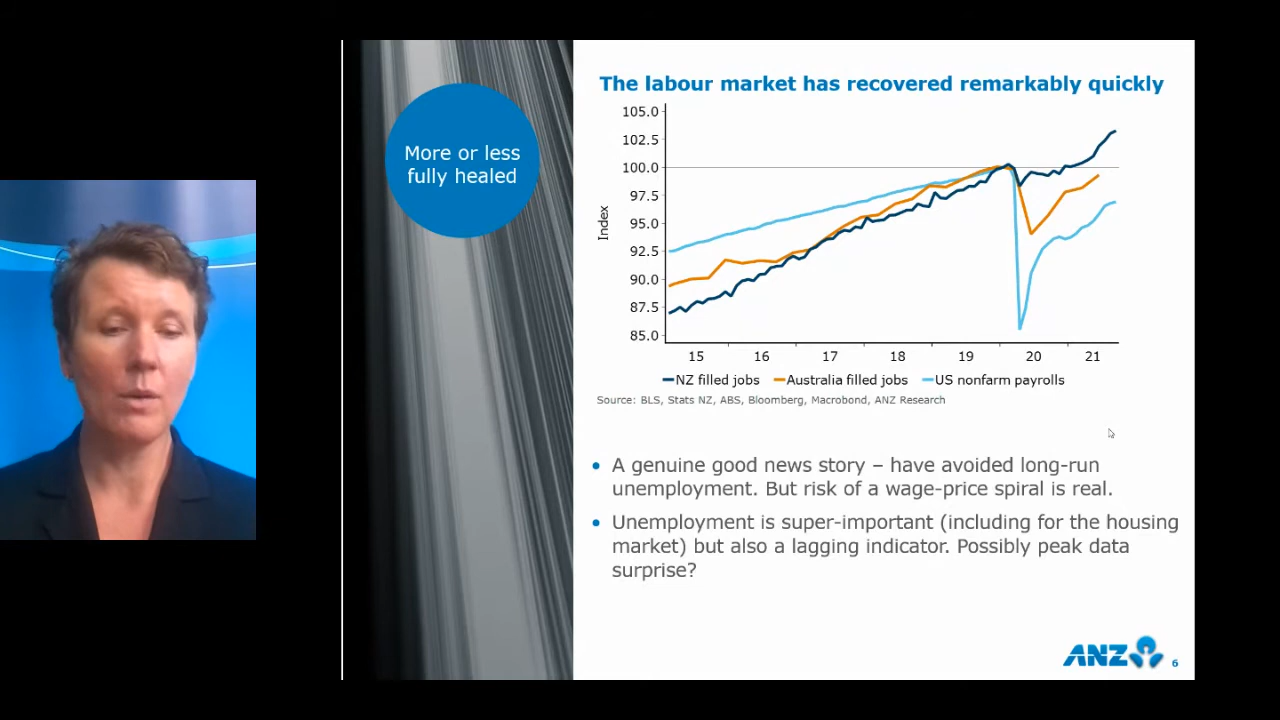 More or less
fully healed
The labour market has recovered remarkably quickly
105.0
102.5
100.0
97.5
95.0
92.5
90.0
87.5
85.0
Index
15 16 17 18 19 20 21
NZ filled jobs Australia filled jobs US nonfarm payrolls
Source: BLS, Stats NZ, ABS, Bloomberg, Macrobond, ANZ Research
• A genuine good news story – have avoided long-run
unemployment. But risk of a wage-price spiral is real.
• Unemployment is super-important (including for the housing
market) but also a lagging indicator. Possibly peak data
surprise?
ANZ
6